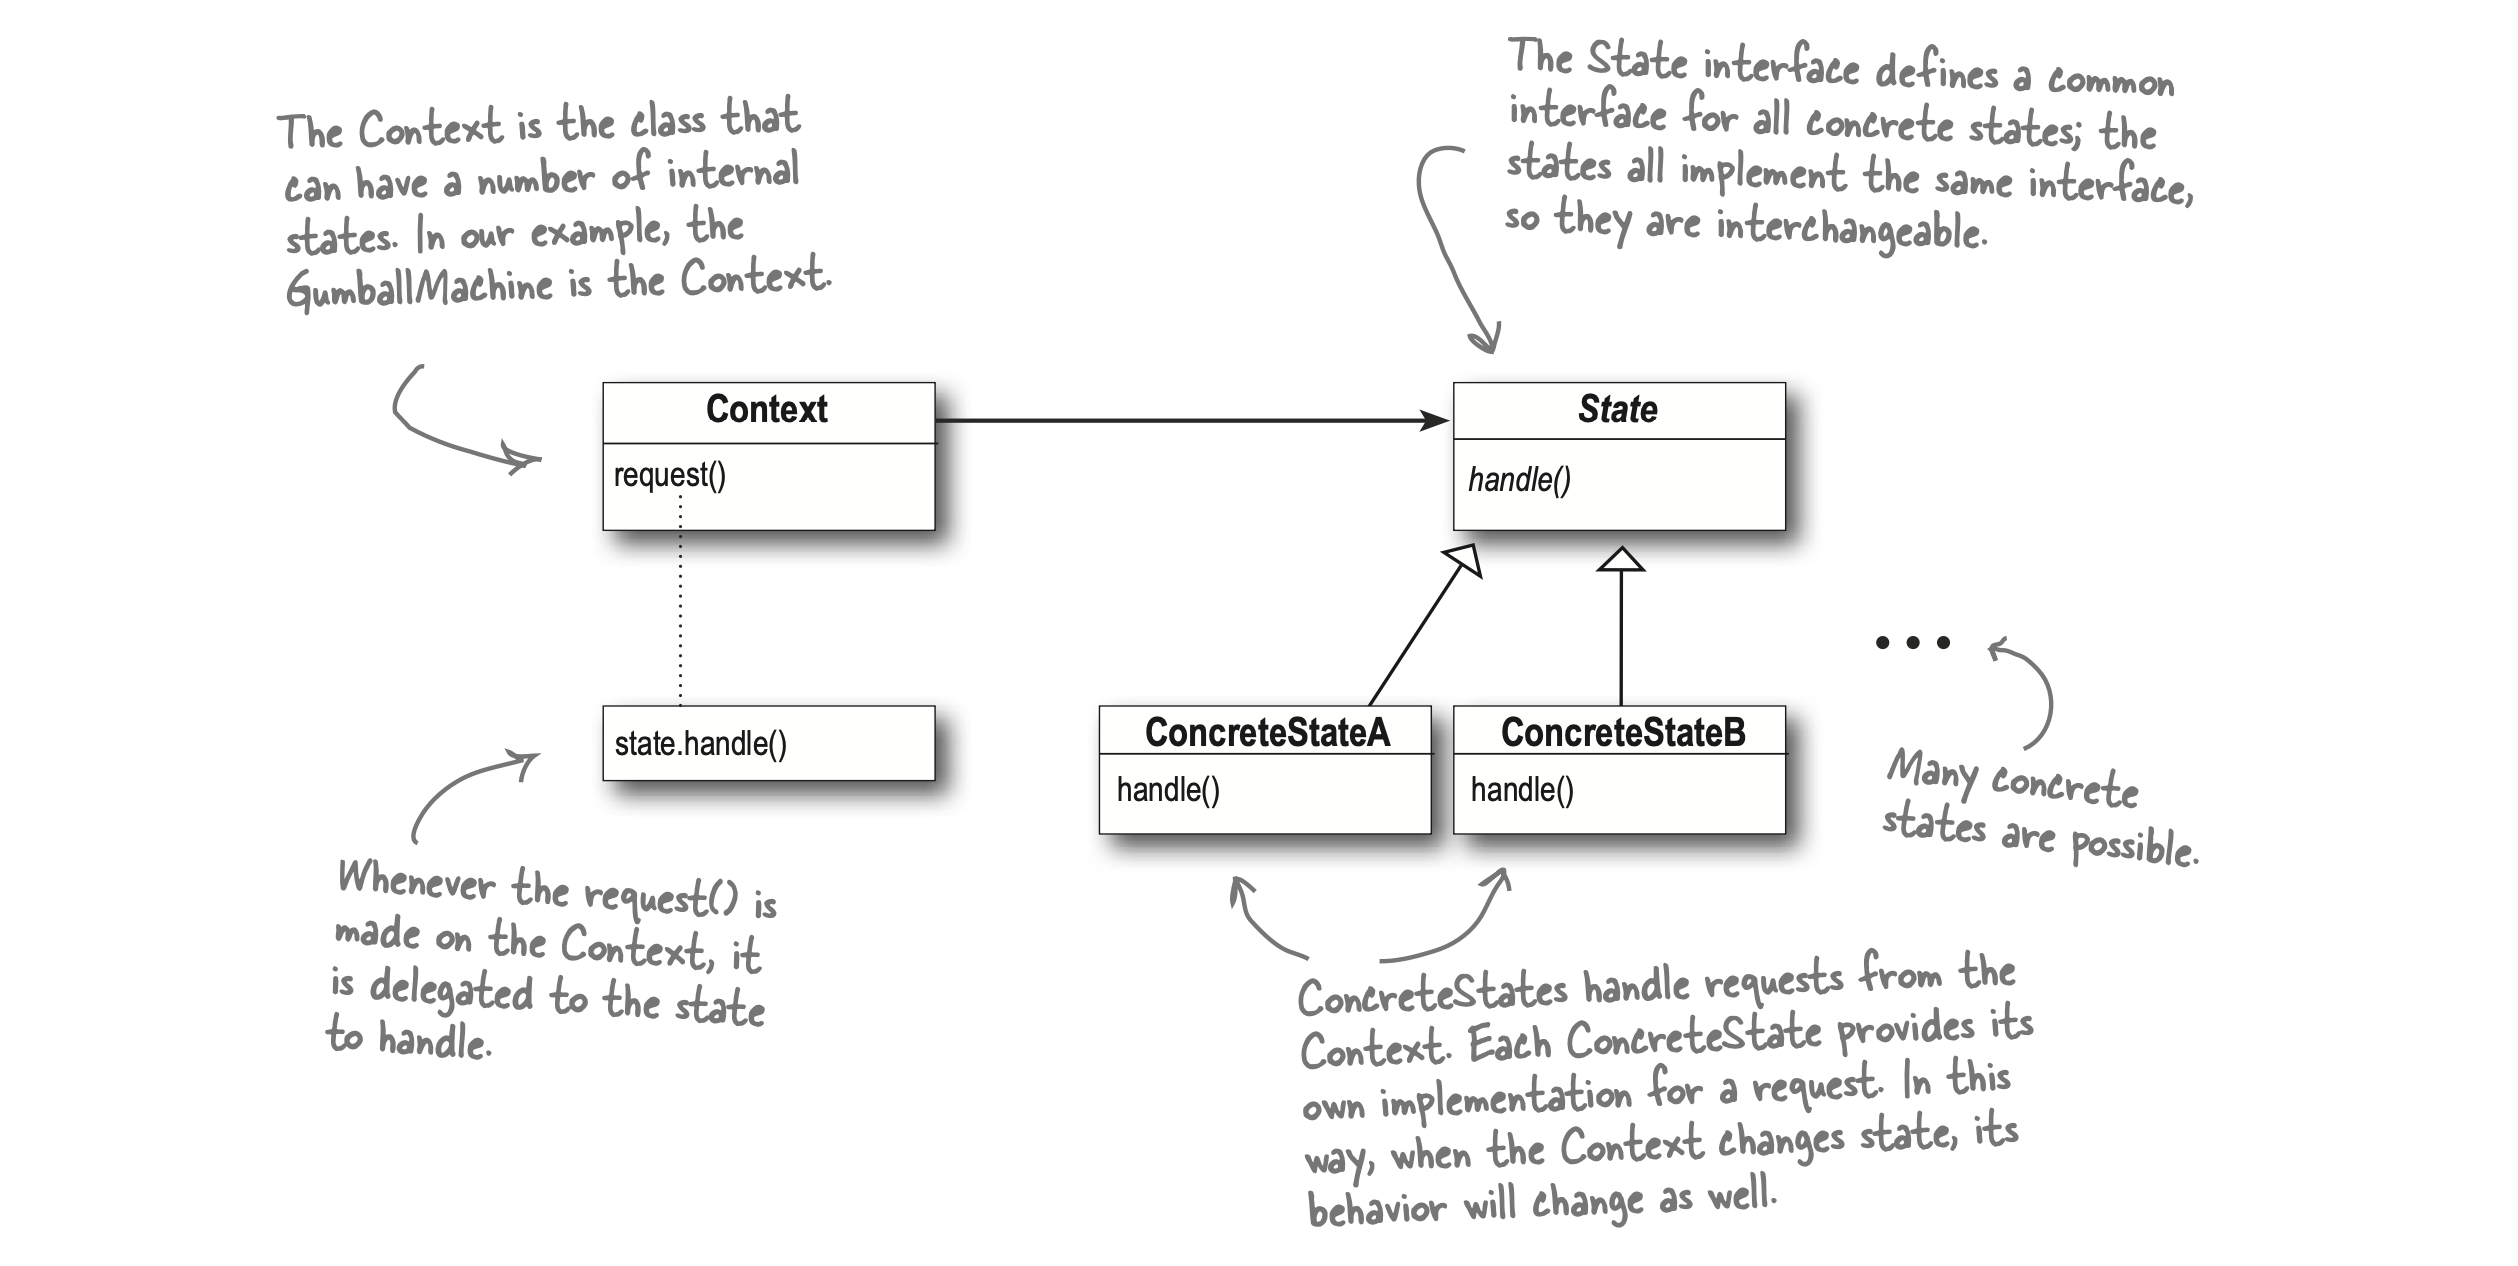 The Context is the class that
can have a number of internal
states. In our example, the
GumballMachine is the Context.
The State interface defines a common
interface for all concrete states; the
states all implement the same interface,
so they are interchangeable.
Context
request()
State
handle()
state.handle()
ConcreteStateA
handle()
ConcreteStateB
handle()
• • •
Many concrete
states are possible.
Whenever the request() is
made on the Context, it
is delegated to the state
to handle.
ConcreteStates handle requests from the
Context. Each ConcreteState provides its
own implementation for a request. In this
way, when the Context changes state, its
behavior will change as well.